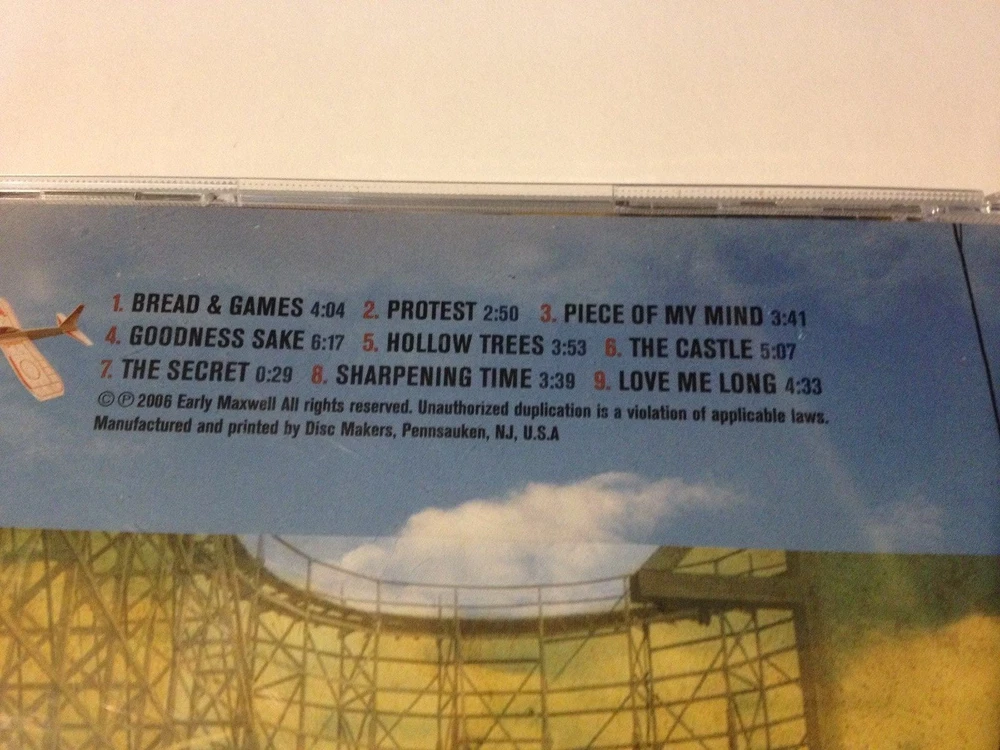 1. BREAD & GAMES 4:04 2. PROTEST 2:50 3. PIECE OF MY MIND 3:41
4. GOODNESS SAKE 6:17 5. HOLLOW TREES 3:53 6. THE CASTLE 5:07
7. THE SECRET 0:29 8. SHARPENING TIME 3:39 9. LOVE ME LONG 4:33
©℗ 2006 Early Maxwell All rights reserved. Unauthorized duplication is a violation of applicable laws.
Manufactured and printed by Disc Makers, Pennsauken, NJ, U.S.A